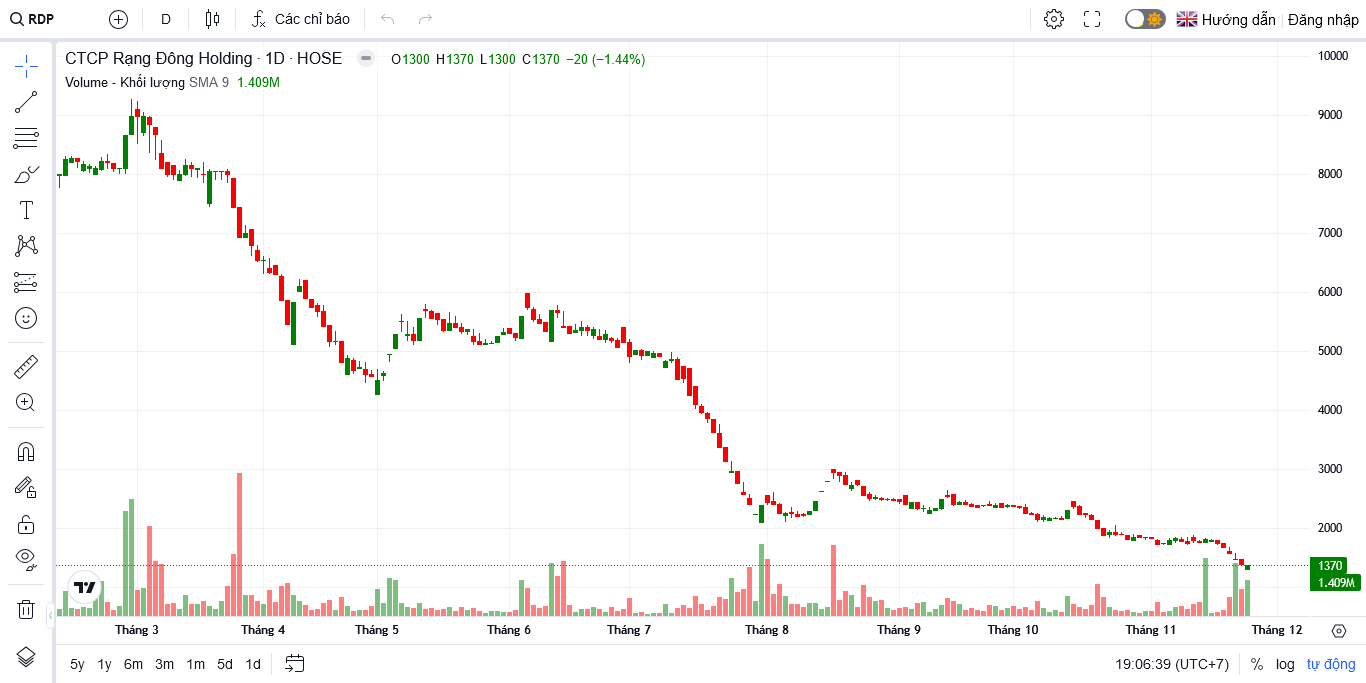 RDP D Các chỉ báo Hướng dẫn Đăng nhập
CTCP Rạng Đông Holding · 1D · HOSE O1300 H1370 L1300 C1370 −20 (−1.44%)
Volume - Khối lượng SMA 9 1.409M
10000
9000
8000
7000
6000
5000
4000
3000
2000
1370
1.409M
Tháng 3 Tháng 4 Tháng 5 Tháng 6 Tháng 7 Tháng 8 Tháng 9 Tháng 10 Tháng 11 Tháng 12
5y 1y 6m 3m 1m 5d 1d 19:06:39 (UTC+7) % log tự động